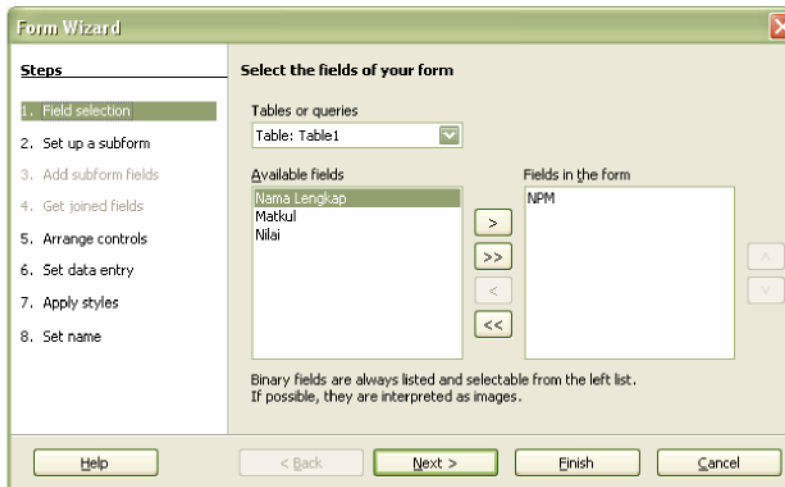 Form Wizard
Steps
1. Field selection
2. Set up a subform
3. Add subform fields
4. Get joined fields
5. Arrange controls
6. Set data entry
7. Apply styles
8. Set name
Select the fields of your form
Tables or queries
Table: Table1
Available fields
Nama Lengkap
Matkul
Nilai
>
>>
<
<<
Fields in the form
NPM
Binary fields are always listed and selectable from the left list.
If possible, they are interpreted as images.
Help
< Back
Next >
Finish
Cancel